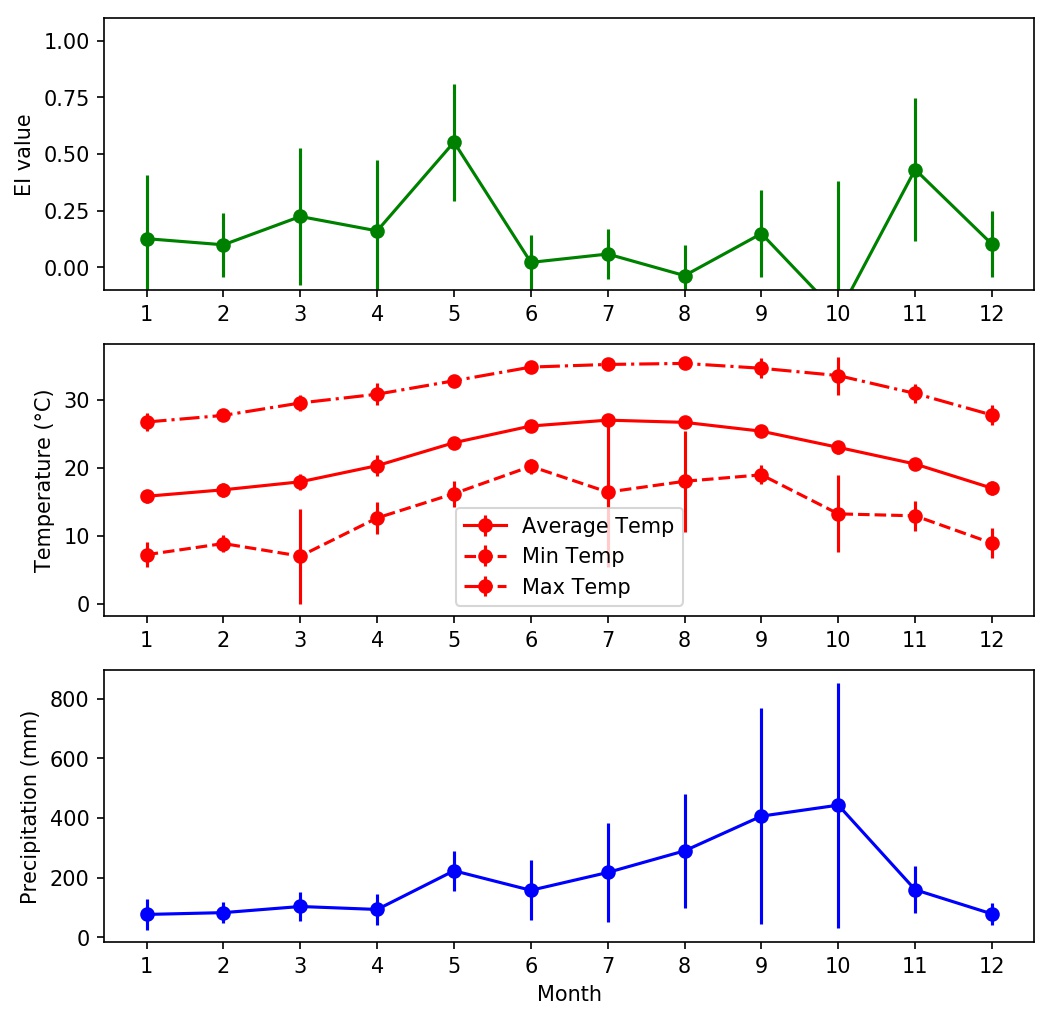 EI value
1.00
0.75
0.50
0.25
0.00
1 2 3 4 5 6 7 8 9 10 11 12
Temperature (°C)
30
20
10
0
Average Temp
Min Temp
Max Temp
1 2 3 4 5 6 7 8 9 10 11 12
Precipitation (mm)
800
600
400
200
0
1 2 3 4 5 6 7 8 9 10 11 12
Month